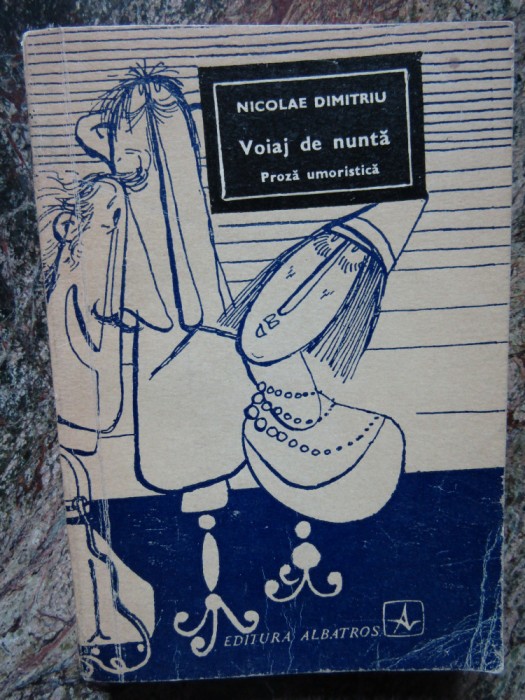 NICOLAE DIMITRIU
Voiaj de nuntă
Proză umoristică
EDITURA ALBATROS